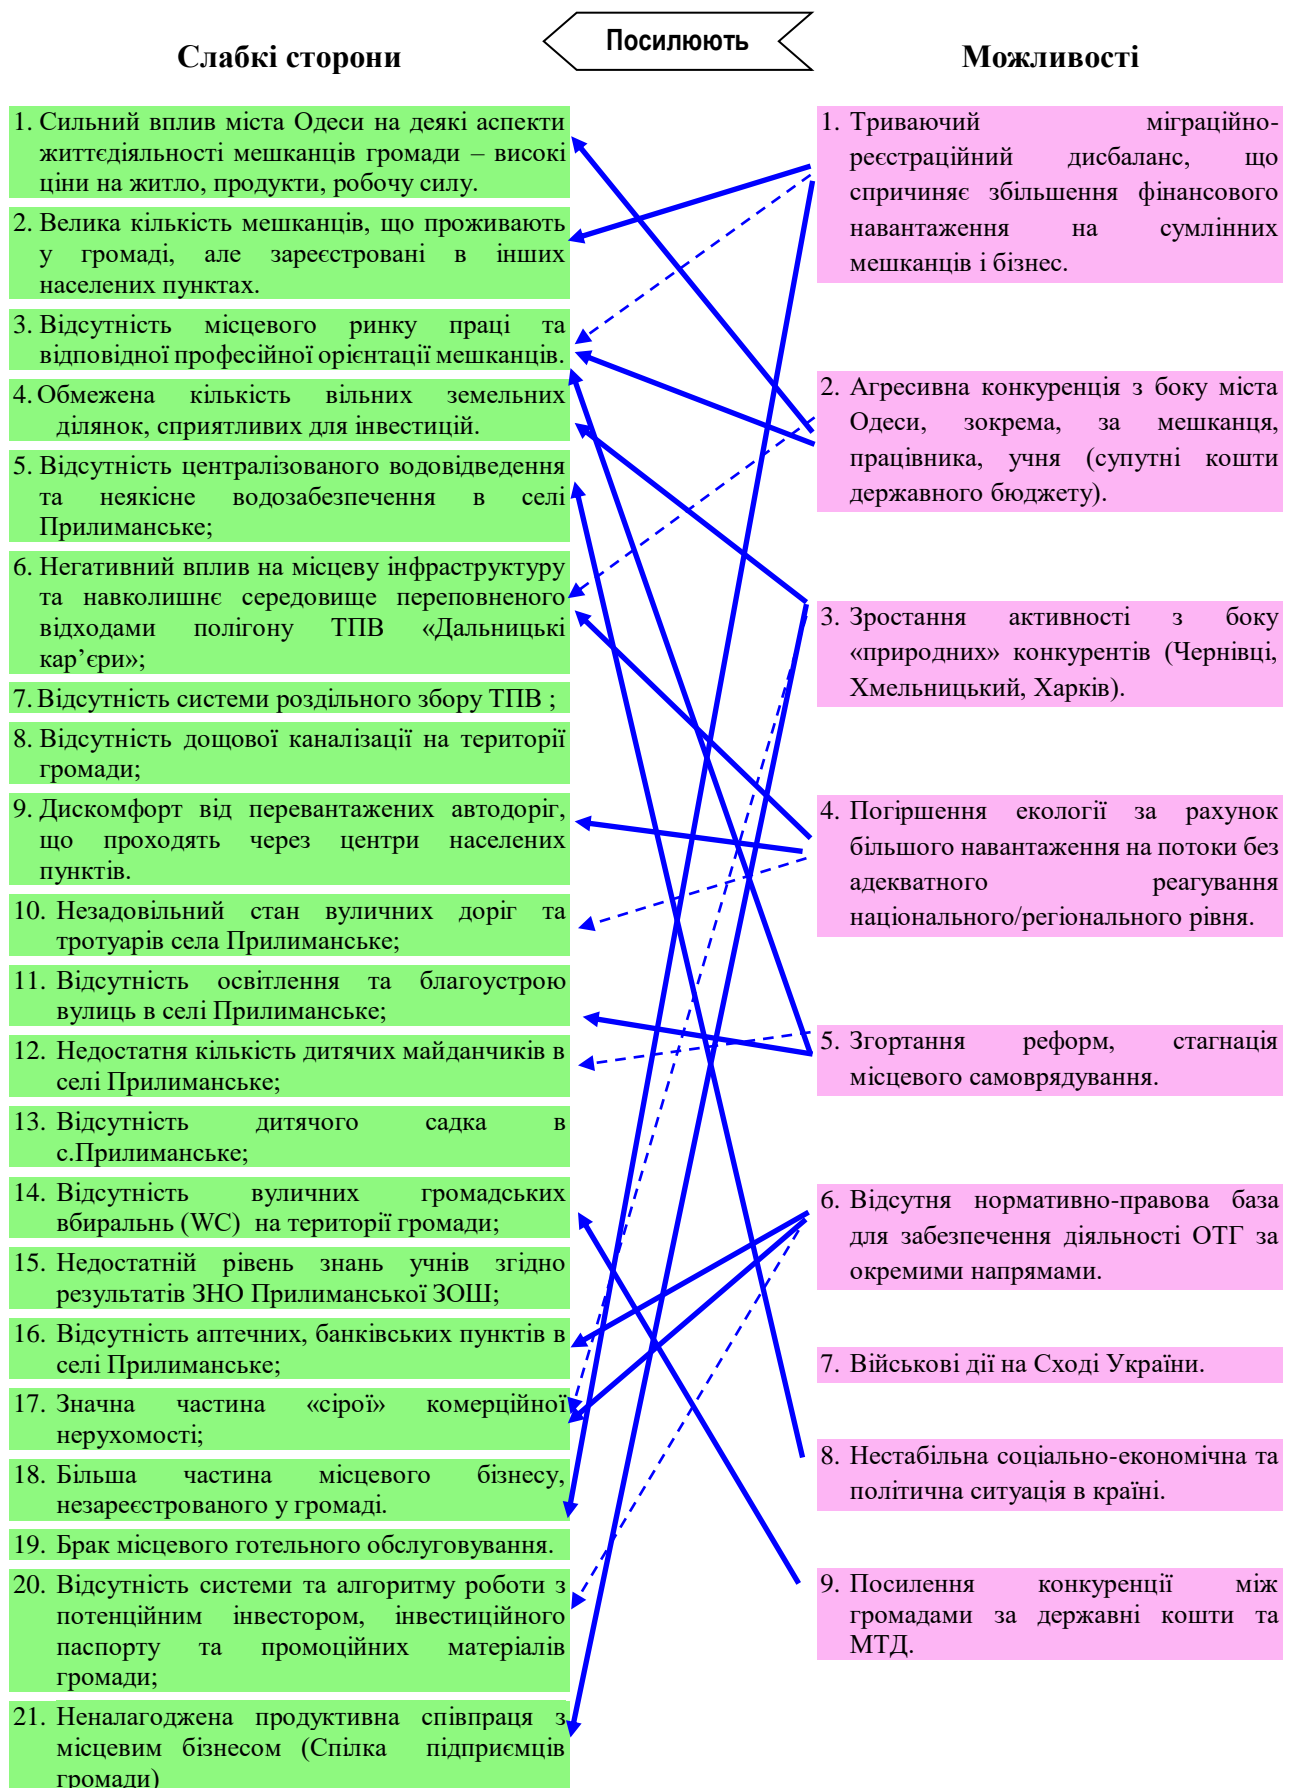 Посилюють
Слабкі сторони
Можливості
1. Сильний вплив міста Одеси на деякі аспекти
життєдіяльності мешканців громади – високі
ціни на житло, продукти, робочу силу.
2. Велика кількість мешканців, що проживають
у громаді, але зареєстровані в інших
населених пунктах.
3. Відсутність місцевого ринку праці та
відповідної професійної орієнтації мешканців.
4. Обмежена кількість вільних земельних
ділянок, сприятливих для інвестицій.
5. Відсутність централізованого водовідведення
та неякісне водозабезпечення в селі
Прилиманське;
6. Негативний вплив на місцеву інфраструктуру
та навколишнє середовище переповненого
відходами полігону ТПВ «Дальницькі
кар’єри»;
7. Відсутність системи роздільного збору ТПВ ;
8. Відсутність дощової каналізації на території
громади;
9. Дискомфорт від перевантажених автодоріг,
що проходять через центри населених
пунктів.
10. Незадовільний стан вуличних доріг та
тротуарів села Прилиманське;
11. Відсутність освітлення та благоустрою
вулиць в селі Прилиманське;
12. Недостатня кількість дитячих майданчиків в
селі Прилиманське;
13. Відсутність дитячого садка в
с.Прилиманське;
14. Відсутність вуличних громадських
вбиральнь (WC) на території громади;
15. Недостатній рівень знань учнів згідно
результатів ЗНО Прилиманської ЗОШ;
16. Відсутність аптечних, банківських пунктів в
селі Прилиманське;
17. Значна частина «сірої» комерційної
нерухомості;
18. Більша частина місцевого бізнесу,
незареєстрованого у громаді.
19. Брак місцевого готельного обслуговування.
20. Відсутність системи та алгоритму роботи з
потенційним інвестором, інвестиційного
паспорту та промоційних матеріалів
громади;
21. Неналагоджена продуктивна співпраця з
місцевим бізнесом (Спілка підприємців
громади)
1. Триваючий міграційно-
реєстраційний дисбаланс, що
спричиняє збільшення фінансового
навантаження на сумлінних
мешканців і бізнес.
2. Агресивна конкуренція з боку міста
Одеси, зокрема, за мешканця,
працівника, учня (супутні кошти
державного бюджету).
3. Зростання активності з боку
«природних» конкурентів (Чернівці,
Хмельницький, Харків).
4. Погіршення екології за рахунок
більшого навантаження на потоки без
адекватного реагування
національного/регіонального рівня.
5. Згортання реформ, стагнація
місцевого самоврядування.
6. Відсутня нормативно-правова база
для забезпечення діяльності ОТГ за
окремими напрямами.
7. Військові дії на Сході України.
8. Нестабільна соціально-економічна та
політична ситуація в країні.
9. Посилення конкуренції між
громадами за державні кошти та
МТД.